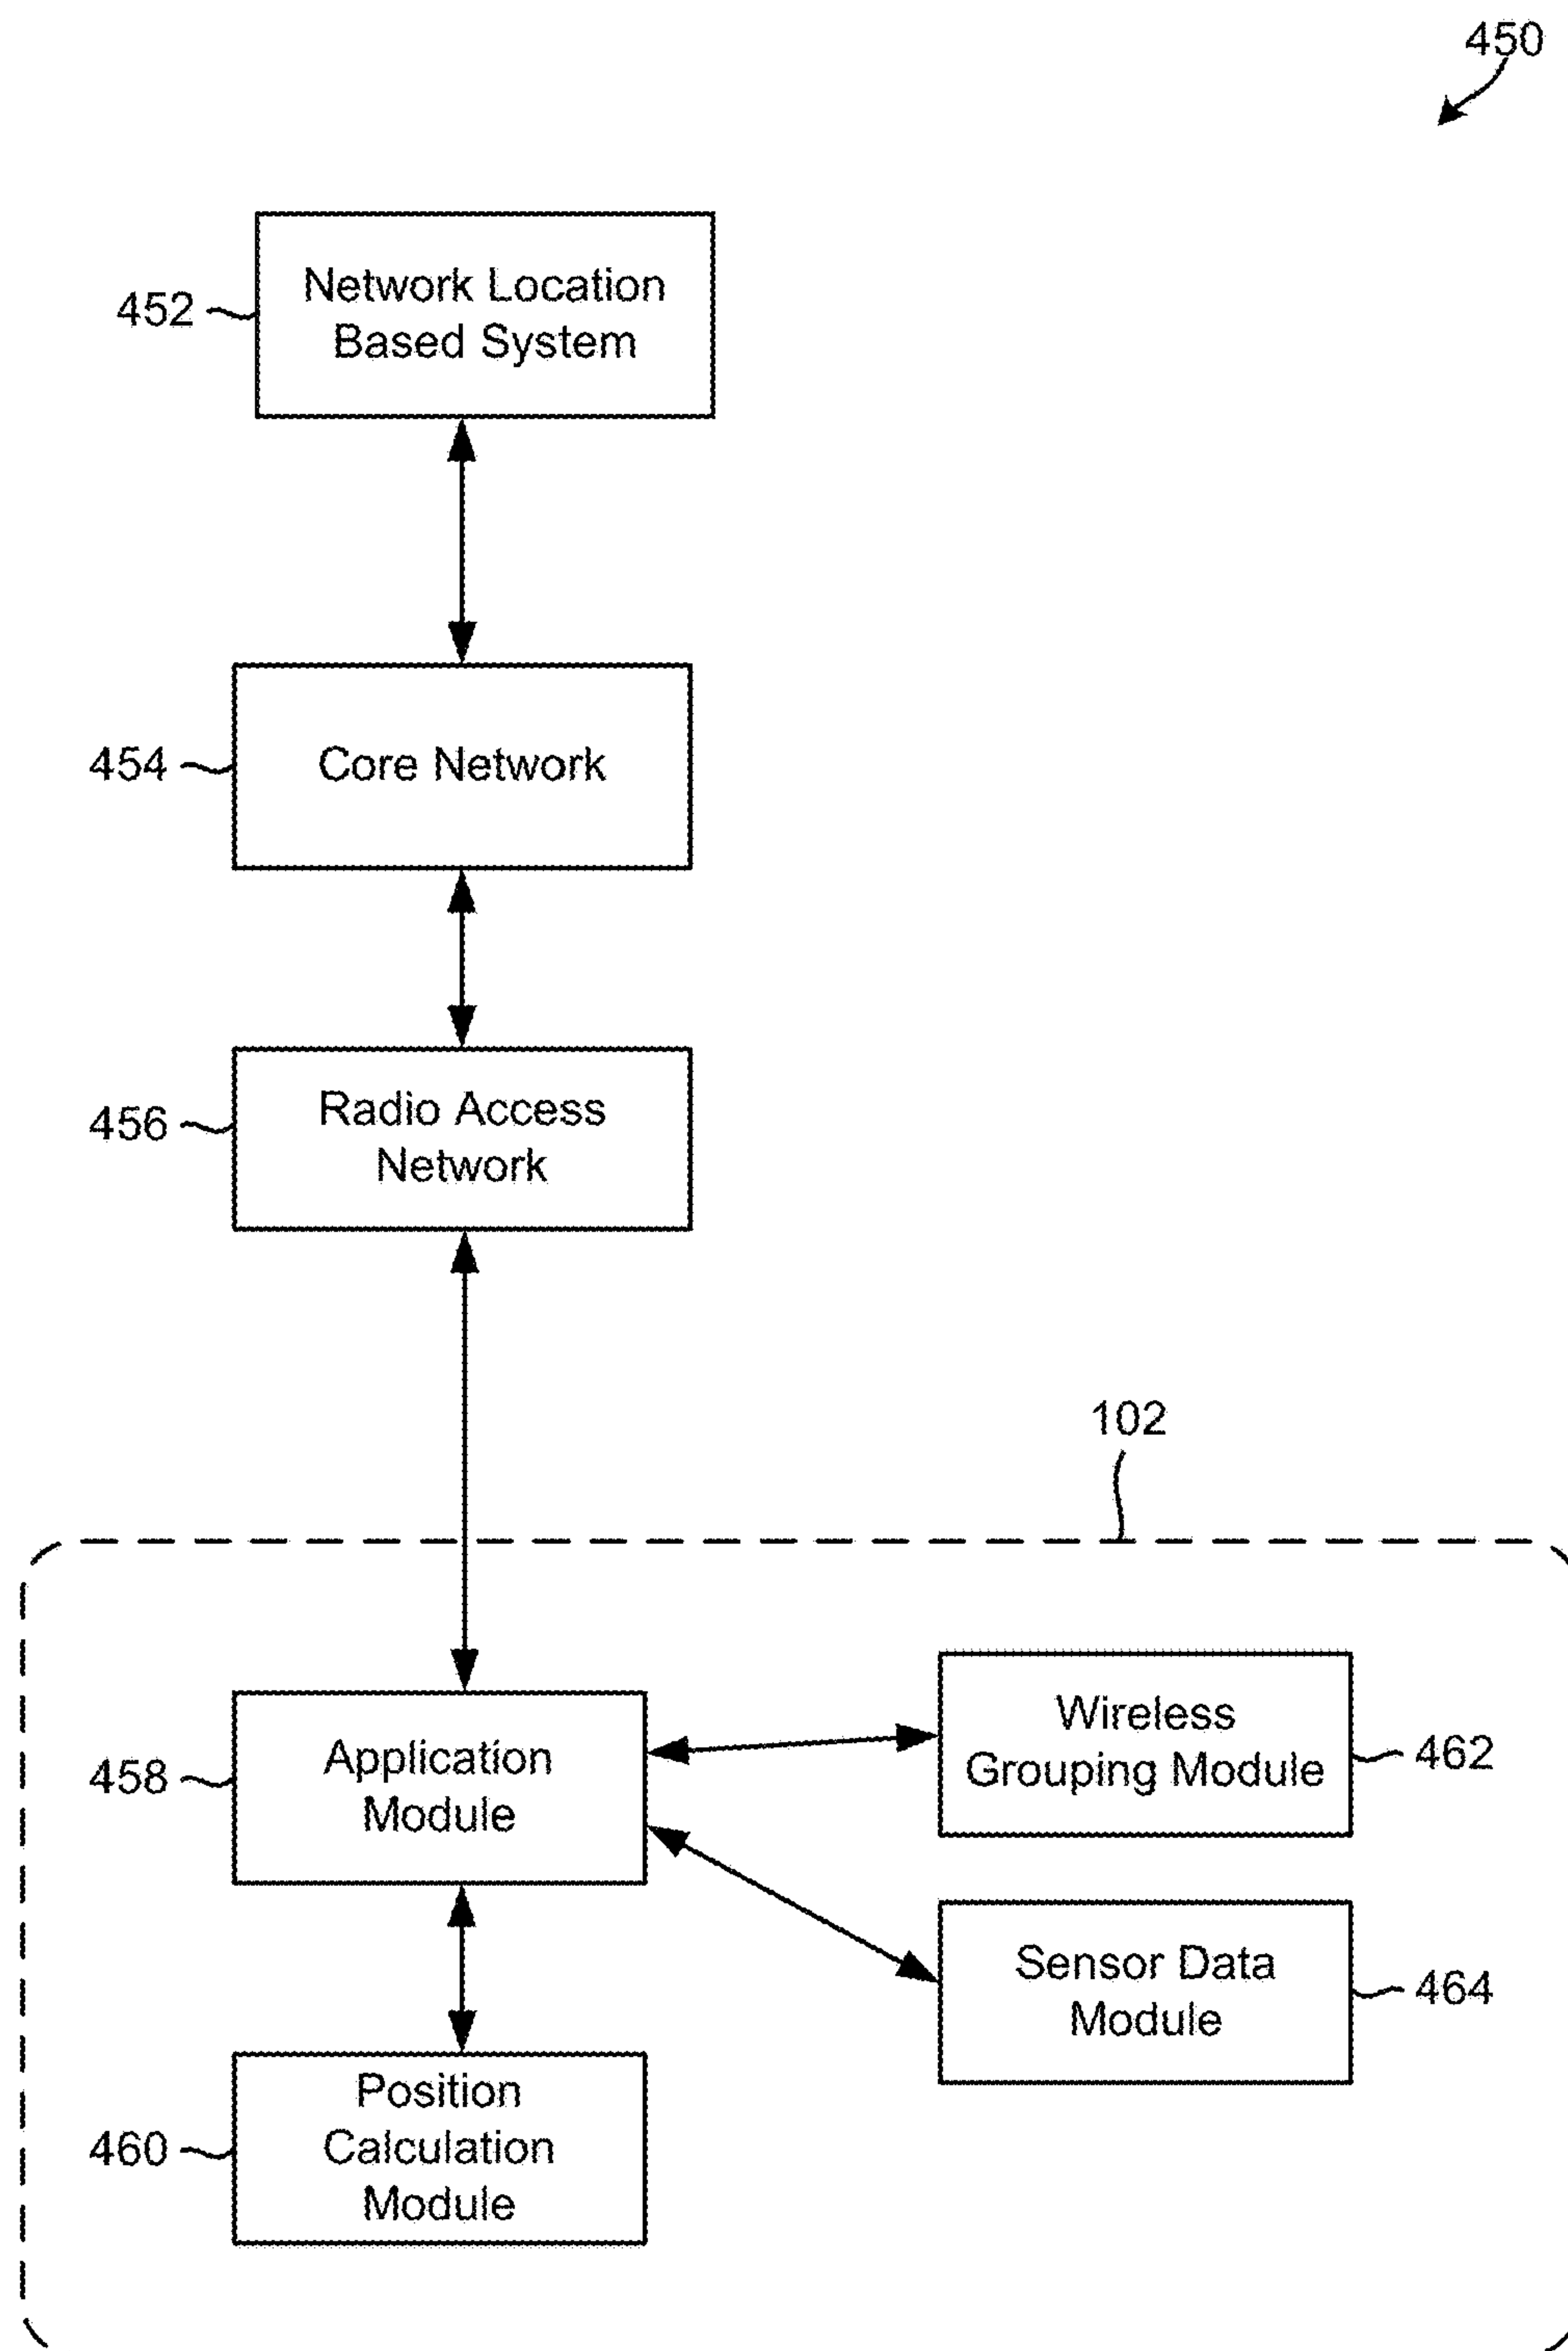 450
Network Location
Based System
452
Core Network
454
Radio Access
Network
456
102
Application
Module
458
Wireless
Grouping Module
462
Sensor Data
Module
464
Position
Calculation
Module
460